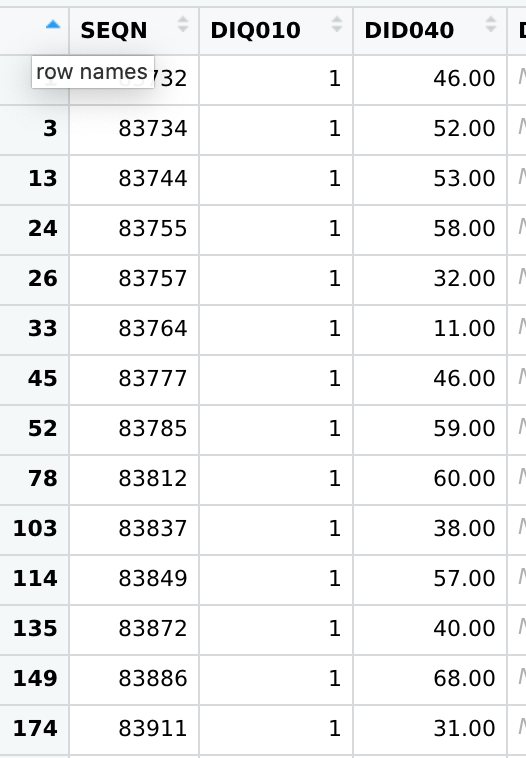 SEQN DIQ010 DID040
row names 732 1 46.00
3 83734 1 52.00
13 83744 1 53.00
24 83755 1 58.00
26 83757 1 32.00
33 83764 1 11.00
45 83777 1 46.00
52 83785 1 59.00
78 83812 1 60.00
103 83837 1 38.00
114 83849 1 57.00
135 83872 1 40.00
149 83886 1 68.00
174 83911 1 31.00